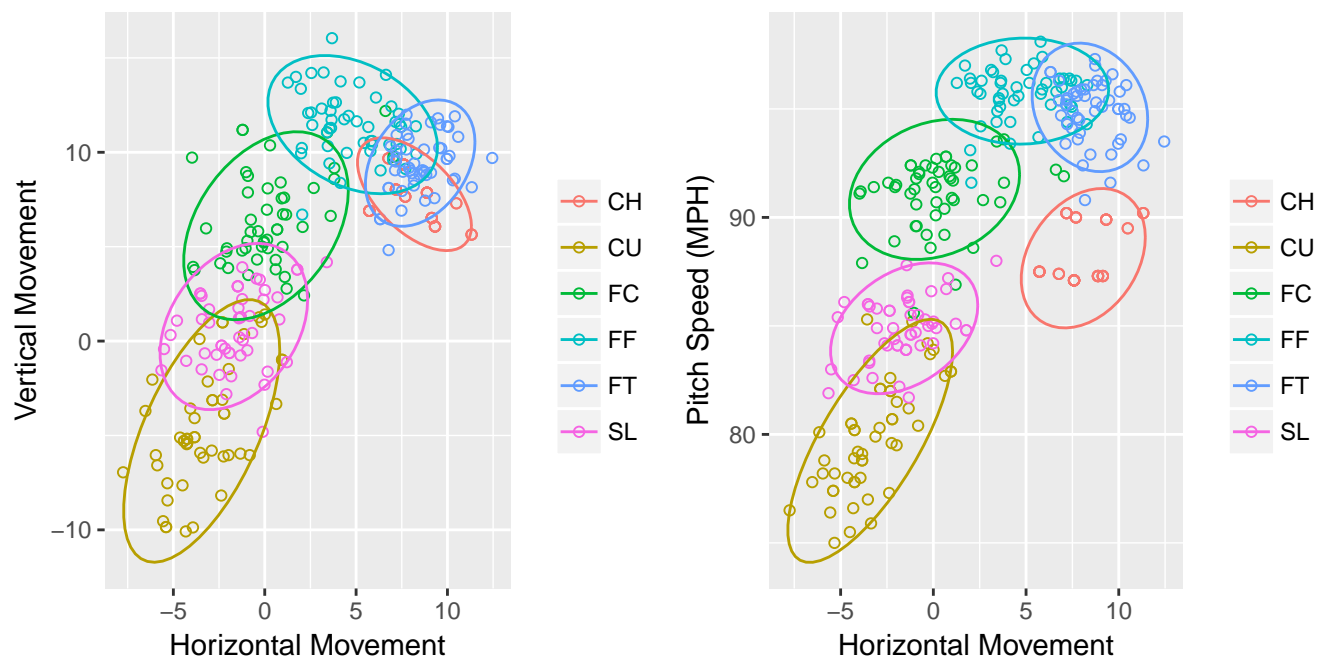 Vertical Movement
10
0
−10
−5
0
5
10
Horizontal Movement
CH
CU
FC
FF
FT
SL
Pitch Speed (MPH)
90
80
−5
0
5
10
Horizontal Movement
CH
CU
FC
FF
FT
SL